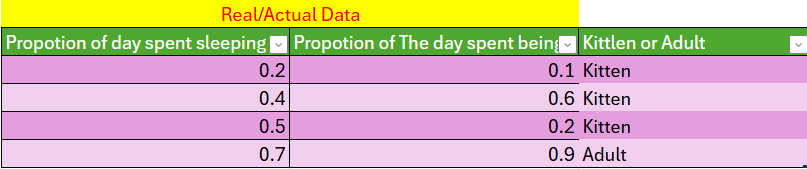 Real/Actual Data
Propotion of day spent sleeping Propotion of The day spent being Kittlen or Adult
0.2 0.1 Kitten
0.4 0.6 Kitten
0.5 0.2 Kitten
0.7 0.9 Adult